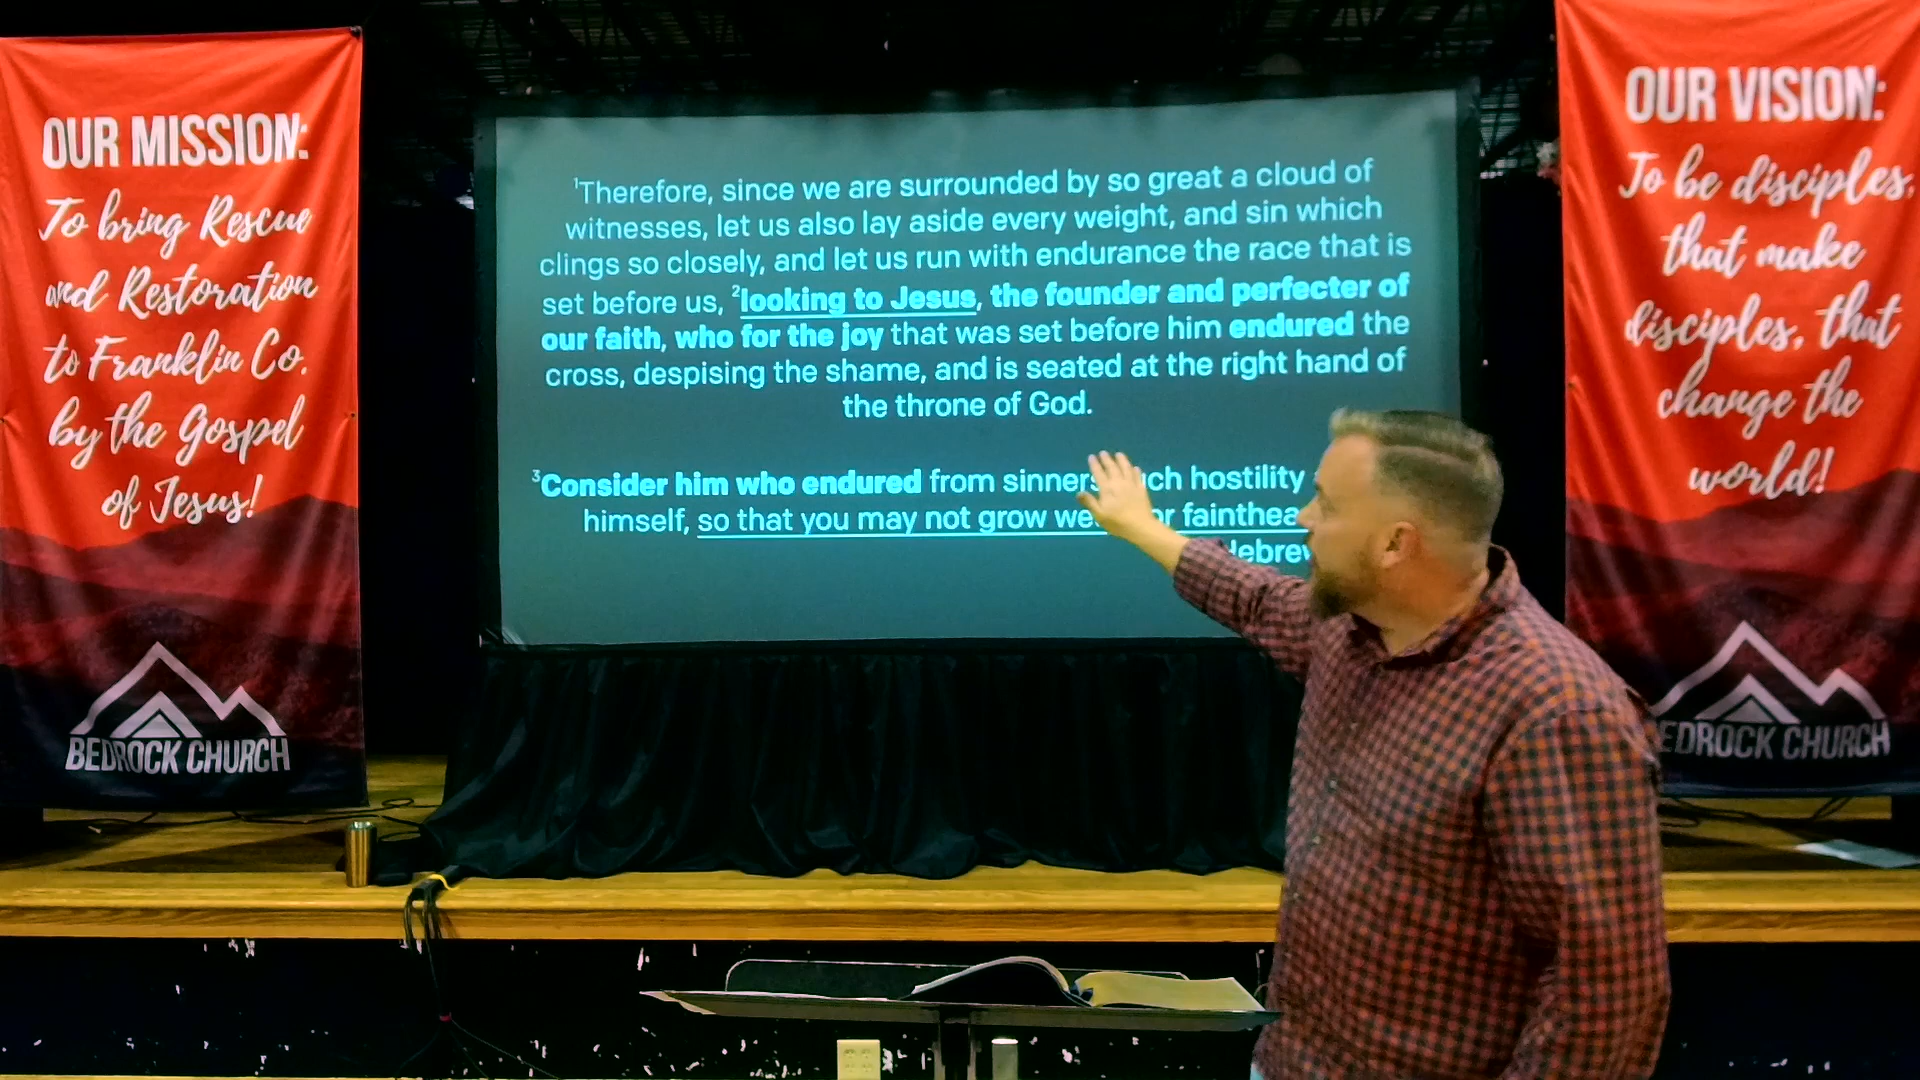 OUR MISSION:
To bring Rescue
and Restoration
to Franklin Co.
by the Gospel
of Jesus!
BEDROCK CHURCH
1Therefore, since we are surrounded by so great a cloud of
witnesses, let us also lay aside every weight, and sin which
clings so closely, and let us run with endurance the race that is
set before us, 2looking to Jesus, the founder and perfecter of
our faith, who for the joy that was set before him endured the
cross, despising the shame, and is seated at the right hand of
the throne of God.
3Consider him who endured from sinners hostility
himself, so that you may not grow or
OUR VISION:
To be disciples,
that make
disciples, that
change the
world!
BEDROCK CHURCH